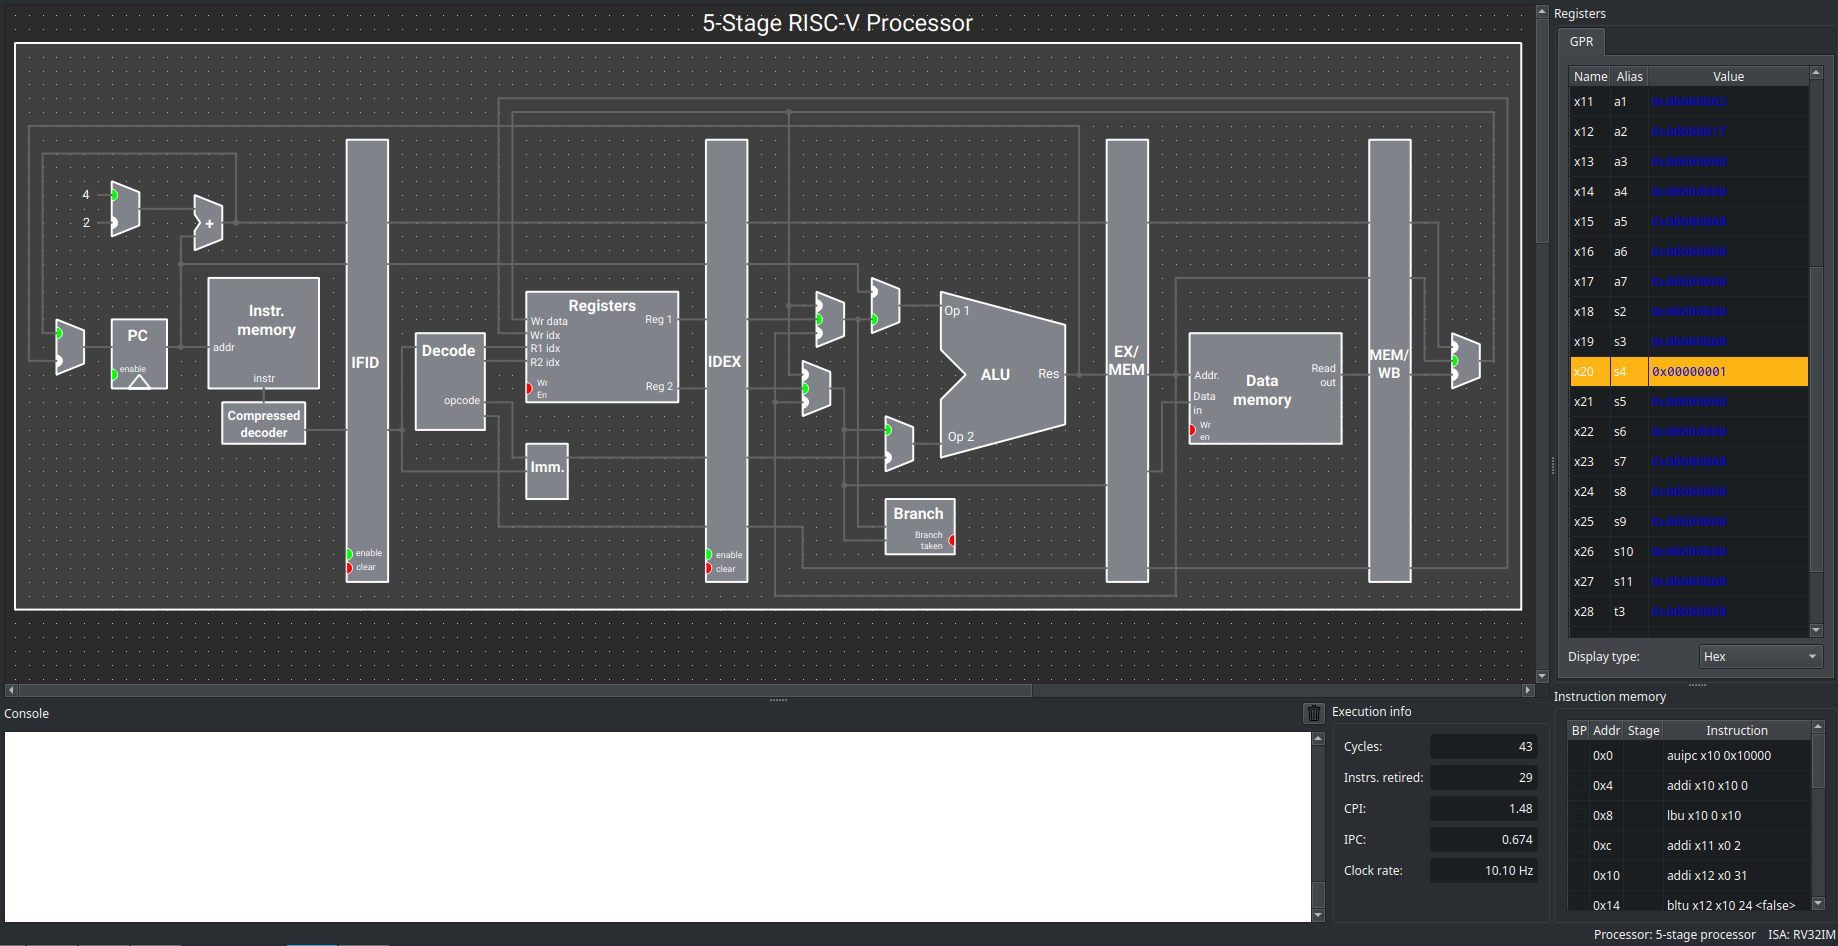 5-Stage RISC-V Processor
4
2
+
PC
enable
Instr.
memory
addr
instr
Compressed
decoder
IFID
enable
clear
Decode
opcode
Registers
Wr data
Wr idx
R1 idx
R2 idx
Wr
En
Reg 1
Reg 2
Imm.
IDEX
enable
clear
Op 1
ALU
Res
Op 2
Branch
Branch
taken
EX/
MEM
Addr.
Data
in
Wr
en
Data
memory
Read
out
MEM/
WB
Registers
GPR
Name Alias Value
x11 a1
x12 a2 0x0000001f
x13 a3 0x00000000
x14 a4 0x00000000
x15 a5 0x00000000
x16 a6 0x00000000
x17 a7 0x00000000
x18 s2 0x00000000
x19 s3 0x00000000
x20 s4 0x00000001
x21 s5 0x00000000
x22 s6 0x00000000
x23 s7 0x00000000
x24 s8 0x00000000
x25 s9 0x00000000
x26 s10 0x00000000
x27 s11 0x00000000
x28 t3 0x00000000
Display type: Hex
Console
Execution info
Cycles: 43
Instrs. retired: 29
CPI: 1.48
IPC: 0.674
Clock rate: 10.10 Hz
Instruction memory
BP Addr Stage Instruction
0x0 auipc x10 0x10000
0x4 addi x10 x10 0
0x8 lbu x10 0 x10
0xc addi x11 x0 2
0x10 addi x12 x0 31
0x14 bltu x12 x10 24 <false>
Processor: 5-stage processor ISA: RV32IM